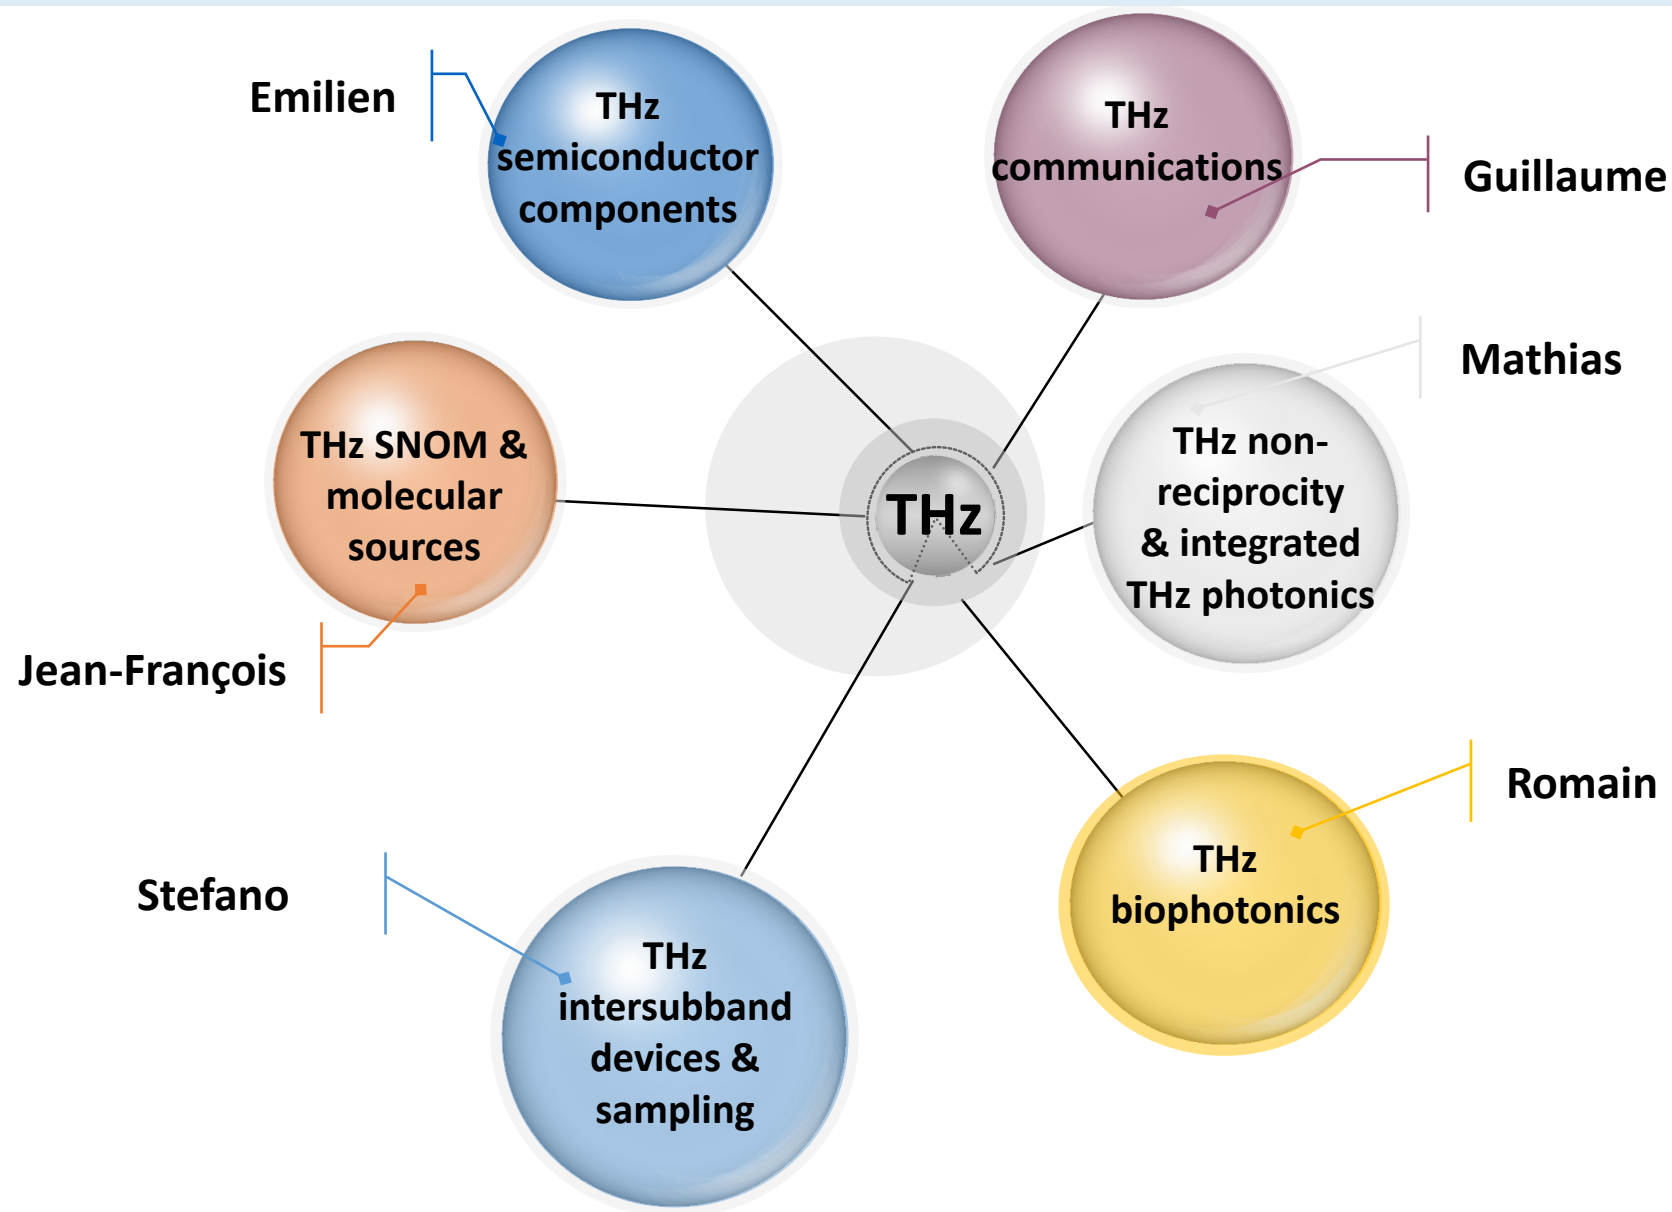 Emilien
THz
semiconductor
components
THz
communications
Guillaume
Mathias
THz SNOM &
molecular
sources
THz
THz non-
reciprocity
& integrated
THz photonics
Jean-François
Romain
Stefano
THz
biophotonics
THz
intersubband
devices &
sampling